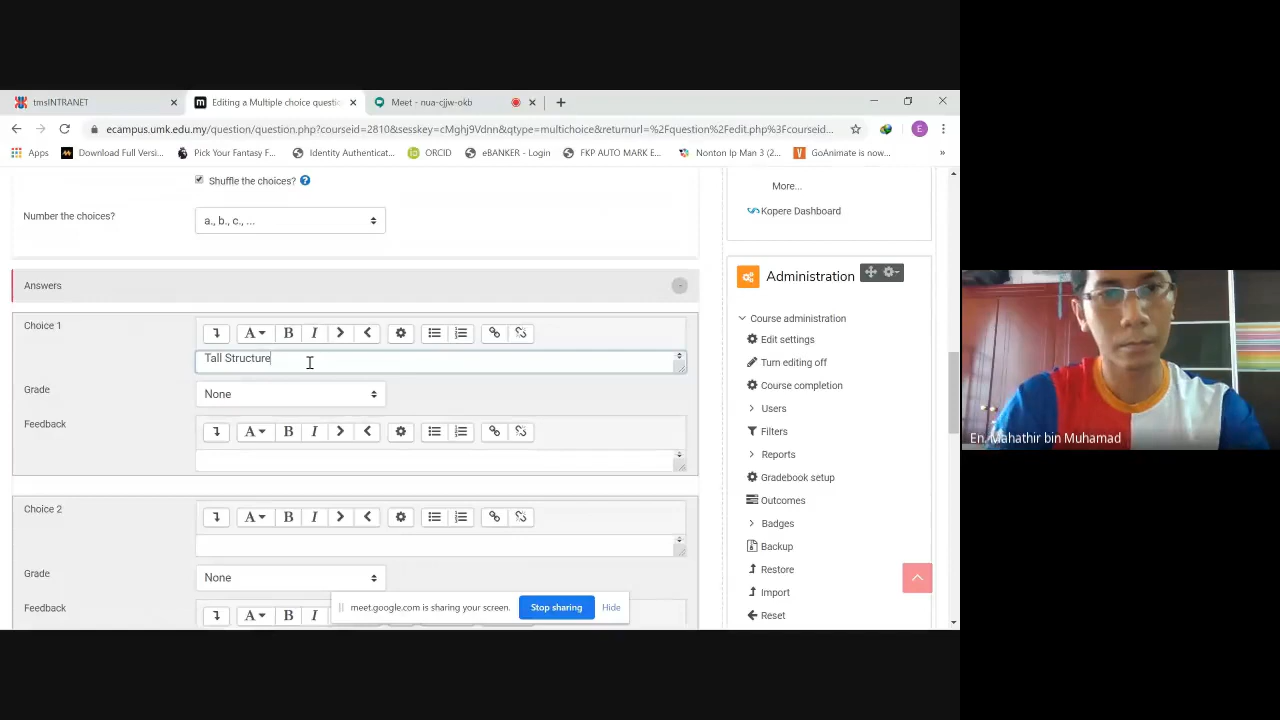 tmsINTRANET
Editing a Multiple choice questi
Meet - nua-cjjw-okb
ecampus.umk.edu.my/question/question.php?courseid=2810&sesskey=cMghj9Vdnn&qtype=multichoice&returnurl=%2Fquestion%2Fedit.php%3Fcourseid...
E
Apps
Download Full Versi...
Pick Your Fantasy F...
Identity Authenticat...
ORCID
eBANKER - Login
FKP AUTO MARK E...
Nonton Ip Man 3 (2...
GoAnimate is now...
»
Shuffle the choices?
Number the choices?
a., b., c., ...
Answers
Choice 1
A B I
Tall Structure
Grade
None
Feedback
A B I
Choice 2
A B I
Grade
None
Feedback
A B I
meet.google.com is sharing your screen.
Stop sharing
Hide
More...
Kopere Dashboard
Administration
Course administration
Edit settings
Turn editing off
Course completion
Users
Filters
Reports
Gradebook setup
Outcomes
Badges
Backup
Restore
Import
Reset
En. Mahathir bin Muhamad